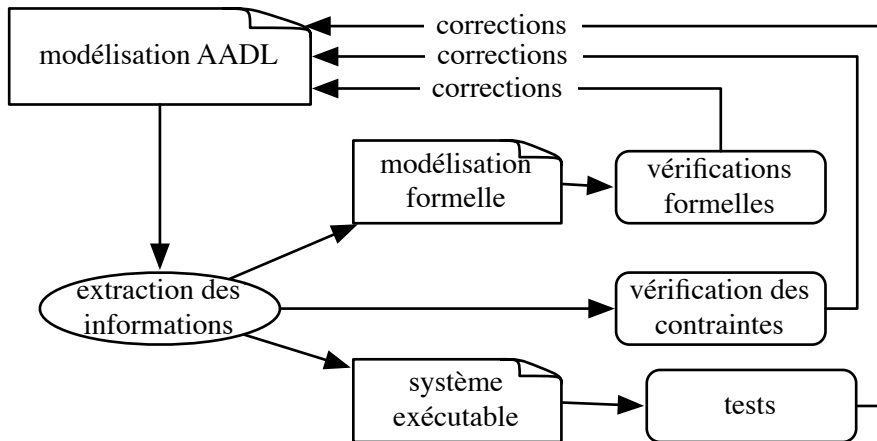 corrections
modélisation AADL
corrections
corrections
modélisation
formelle
vérifications
formelles
extraction des
informations
vérification des
contraintes
système
exécutable
tests